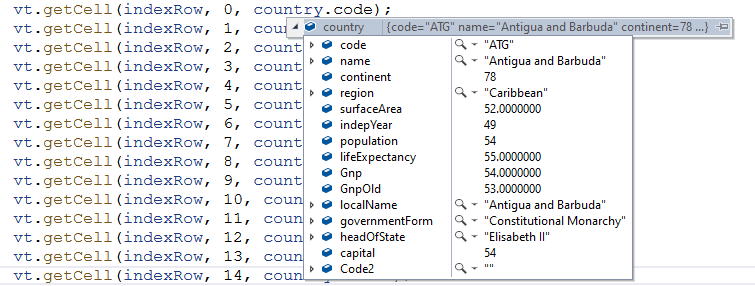 vt.getCell(indexRow, 0, country.code);
vt.getCell(indexRow, 1, coun
country {code="ATG" name="Antigua and Barbuda" continent=78 ...}
vt.getCell(indexRow, 2, count
code "ATG"
vt.getCell(indexRow, 3, count
name "Antigua and Barbuda"
continent 78
vt.getCell(indexRow, 4, count
region "Caribbean"
vt.getCell(indexRow, 5, count
surfaceArea 52.0000000
vt.getCell(indexRow, 6, count
indepYear 49
vt.getCell(indexRow, 7, count
population 54
vt.getCell(indexRow, 8, count
lifeExpectancy 55.0000000
vt.getCell(indexRow, 9, count
Gnp 54.0000000
GnpOld 53.0000000
vt.getCell(indexRow, 10, coun
localName "Antigua and Barbuda"
vt.getCell(indexRow, 11, coun
governmentForm "Constitutional Monarchy"
vt.getCell(indexRow, 12, coun
headOfState "Elisabeth II"
vt.getCell(indexRow, 13, coun
capital 54
vt.getCell(indexRow, 14, coun
Code2 ""